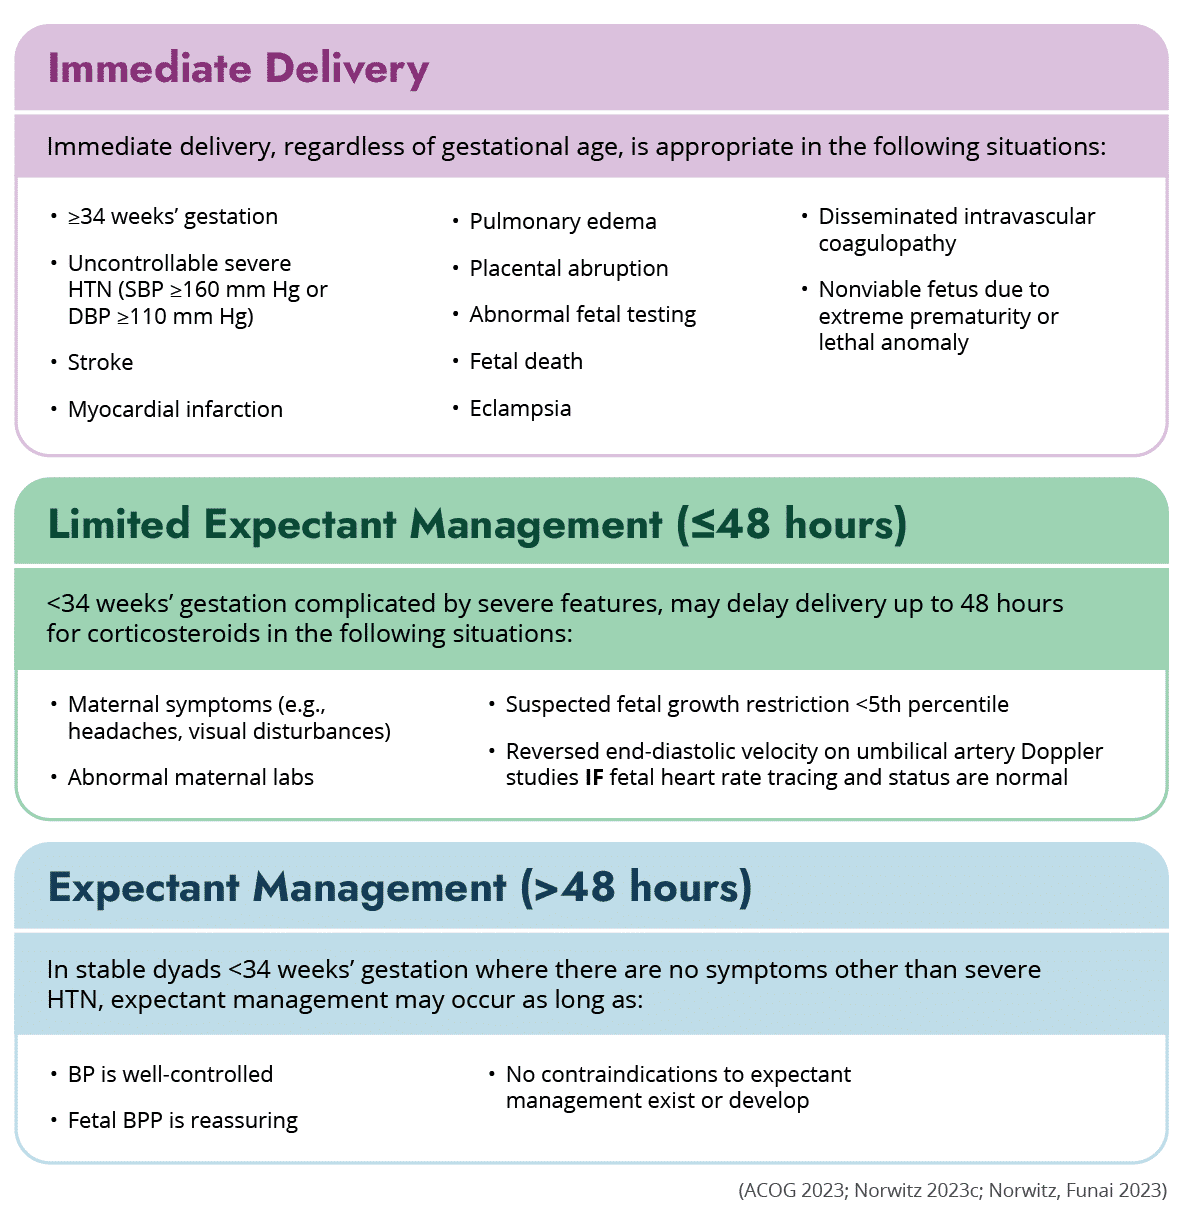 Immediate Delivery
Immediate delivery, regardless of gestational age, is appropriate in the following situations:
• ≥34 weeks’ gestation
• Uncontrollable severe
HTN (SBP ≥160 mm Hg or
DBP ≥110 mm Hg)
• Stroke
• Myocardial infarction
• Pulmonary edema
• Placental abruption
• Abnormal fetal testing
• Fetal death
• Eclampsia
• Disseminated intravascular
coagulopathy
• Nonviable fetus due to
extreme prematurity or
lethal anomaly
Limited Expectant Management (≤48 hours)
<34 weeks’ gestation complicated by severe features, may delay delivery up to 48 hours
for corticosteroids in the following situations:
• Maternal symptoms (e.g.,
headaches, visual disturbances)
• Abnormal maternal labs
• Suspected fetal growth restriction <5th percentile
• Reversed end-diastolic velocity on umbilical artery Doppler
studies IF fetal heart rate tracing and status are normal
Expectant Management (>48 hours)
In stable dyads <34 weeks’ gestation where there are no symptoms other than severe
HTN, expectant management may occur as long as:
• BP is well-controlled
• Fetal BPP is reassuring
• No contraindications to expectant
management exist or develop
(ACOG 2023; Norwitz 2023c; Norwitz, Funai 2023)